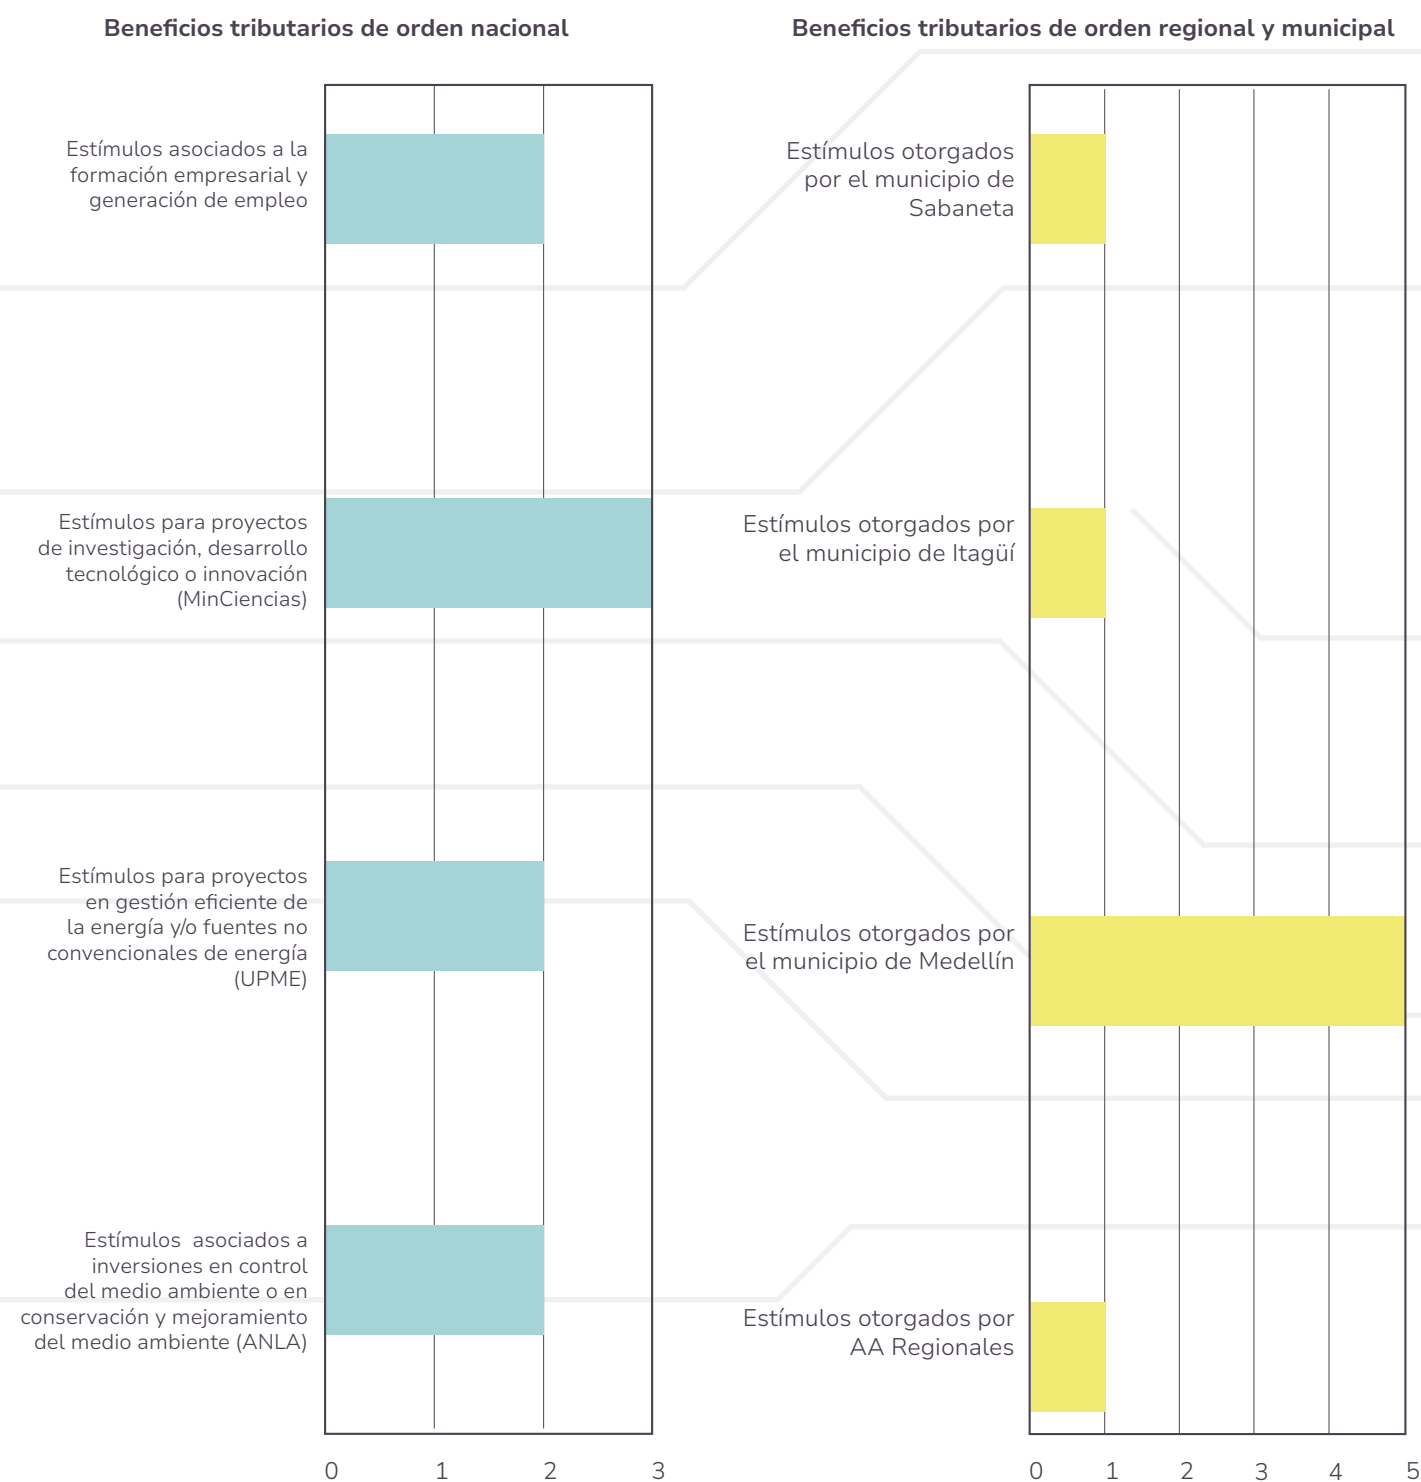 Beneficios tributarios de orden nacional
Estímulos asociados a la
formación empresarial y
generación de empleo
Estímulos para proyectos
de investigación, desarrollo
tecnológico o innovación
(MinCiencias)
Estímulos para proyectos
en gestión eficiente de
la energía y/o fuentes no
convencionales de energía
(UPME)
Estímulos asociados a
inversiones en control
del medio ambiente o en
conservación y mejoramiento
del medio ambiente (ANLA)
0 1 2 3
Beneficios tributarios de orden regional y municipal
Estímulos otorgados
por el municipio de
Sabaneta
Estímulos otorgados por
el municipio de Itagüí
Estímulos otorgados por
el municipio de Medellín
Estímulos otorgados por
AA Regionales
0 1 2 3 4 5